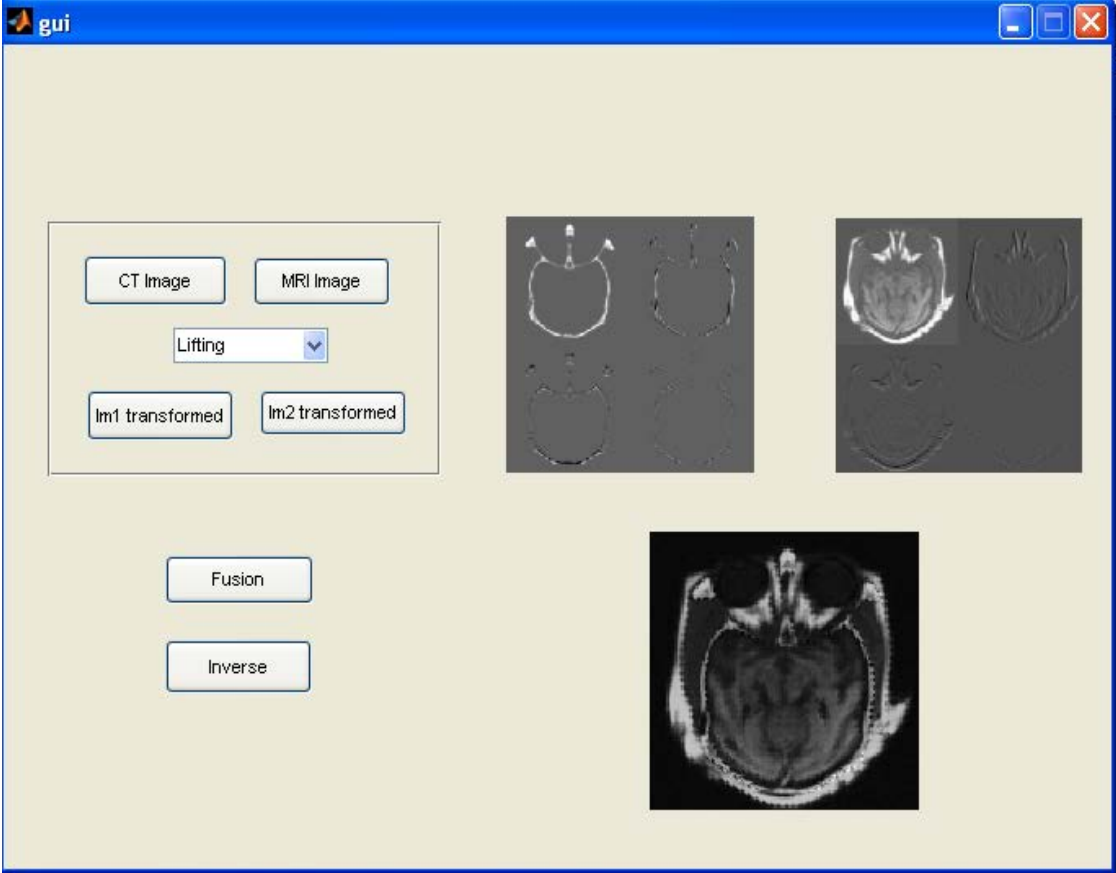 gui
CT Image
MRI Image
Lifting
Im1 transformed
Im2 transformed
Fusion
Inverse